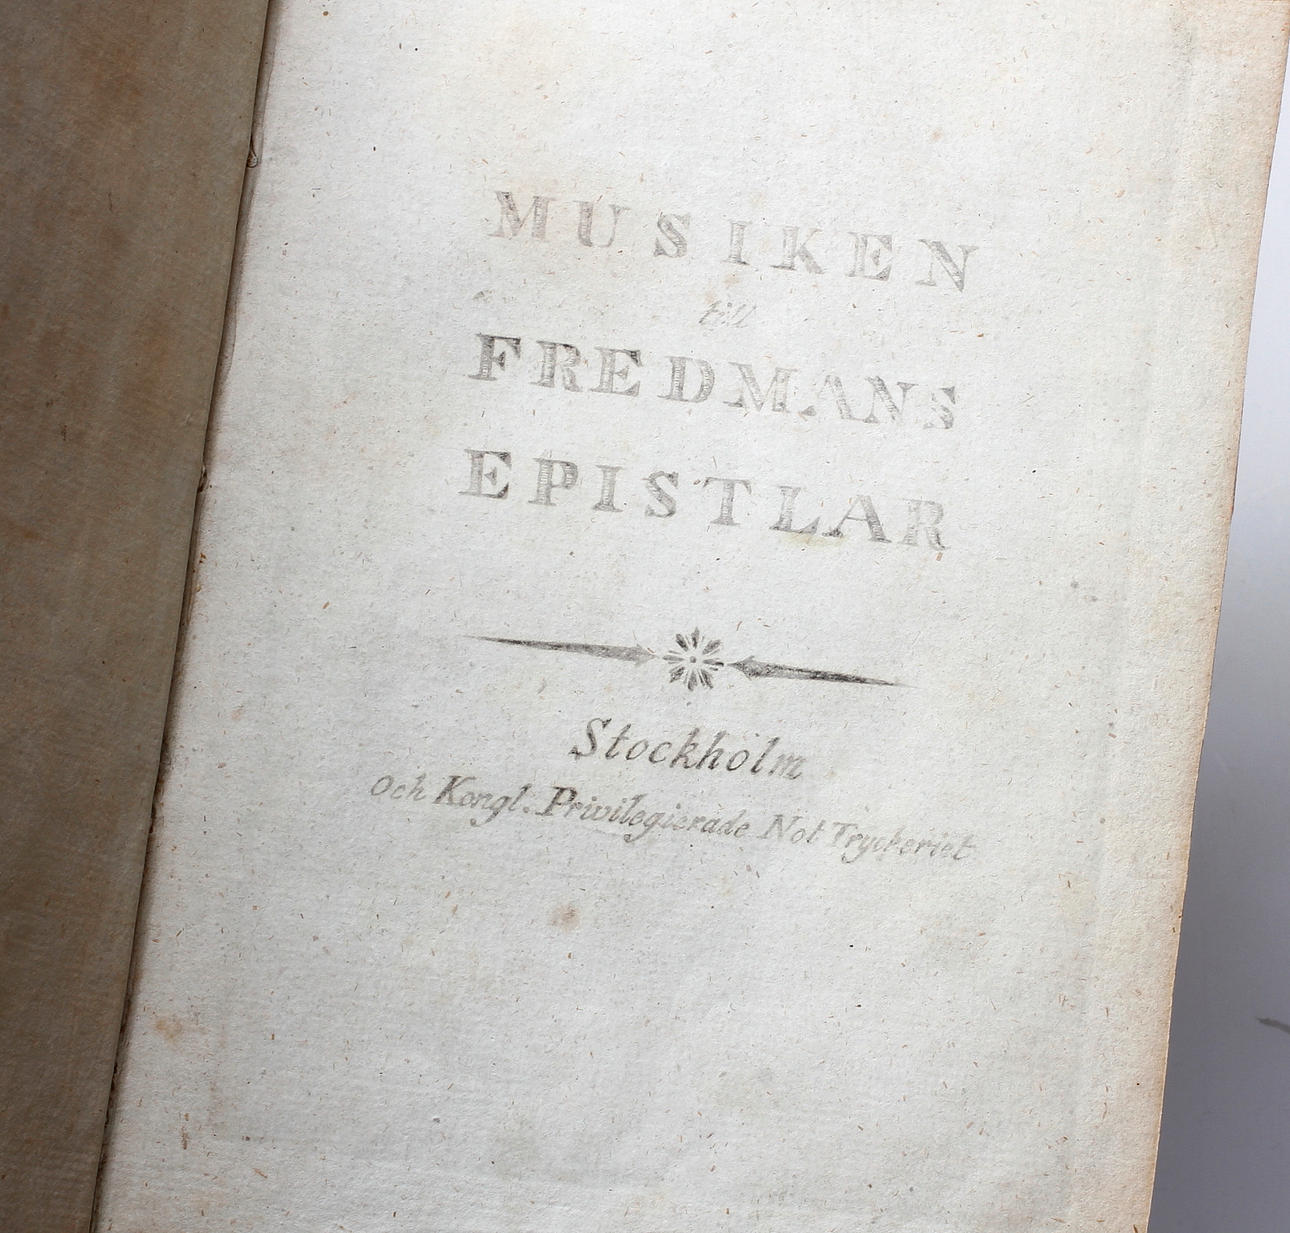 MUSIKEN
till
FREDMANS
EPISTLAR
Stockholm
Och Kongl. Privilegierade Not Tryckeriet